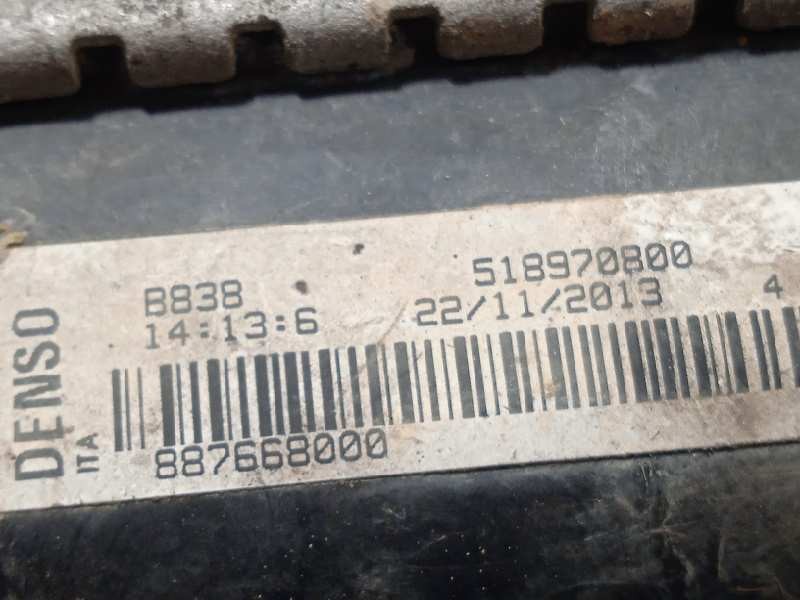 DENSO
ITA
B838 518970800
14:13:6 22/11/2013 4
887668000